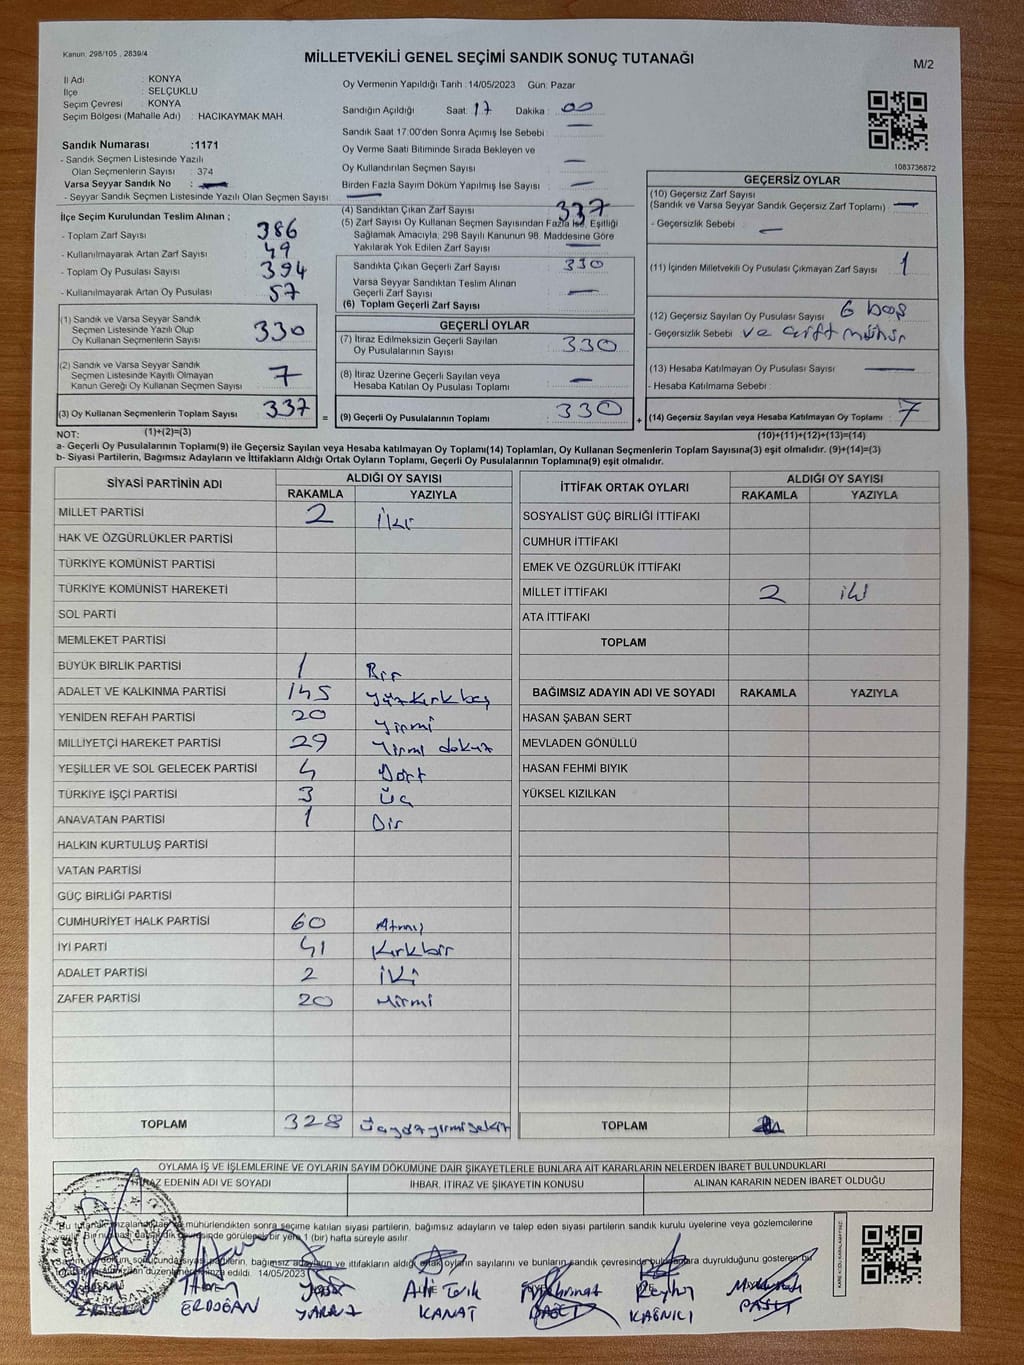 Kanun, 298/105 , 2839/4
MİLLETVEKİLİ GENEL SEÇİMİ SANDIK SONUÇ TUTANAĞI
M/2
İl Adı : KONYA
İlçe : SELÇUKLU
Seçim Çevresi : KONYA
Seçim Bölgesi (Mahalle Adı) : HACIKAYMAK MAH.
Oy Vermenin Yapıldığı Tarih :14/05/2023 Gün: Pazar
Sandığın Açıldığı Saat: 17 Dakika : 00
Sandık Saat 17.00'den Sonra Açımış İse Sebebi : —
Oy Verme Saati Bitiminde Sırada Bekleyen ve
Oy Kullandırılan Seçmen Sayısı : —
Birden Fazla Sayım Döküm Yapılmış İse Sayısı : —
1083736872
Sandık Numarası :1171
- Sandık Seçmen Listesinde Yazılı
Olan Seçmenlerin Sayısı 374
Varsa Seyyar Sandık No : —
- Seyyar Sandık Seçmen Listesinde Yazılı Olan Seçmen Sayısı : —
İlçe Seçim Kurulundan Teslim Alınan ;
- Toplam Zarf Sayısı : 386
- Kullanılmayarak Artan Zarf Sayısı : 49
- Toplam Oy Pusulası Sayısı : 394
- Kullanılmayarak Artan Oy Pusulası : 57
(1) Sandık ve Varsa Seyyar Sandık
Seçmen Listesinde Yazılı Olup
Oy Kullanan Seçmenlerin Sayısı : 330
(2) Sandık ve Varsa Seyyar Sandık
Seçmen Listesinde Kayıtlı Olmayan
Kanun Gereği Oy Kullanan Seçmen Sayısı : 7
(3) Oy Kullanan Seçmenlerin Toplam Sayısı : 337
(4) Sandıktan Çıkan Zarf Sayısı : 337
(5) Zarf Sayısı Oy Kullanan Seçmen Sayısından Fazla İse, Eşitliği
Sağlamak Amacıyla, 298 Sayılı Kanunun 98. Maddesine Göre
Yakılarak Yok Edilen Zarf Sayısı : —
Sandıkta Çıkan Geçerli Zarf Sayısı : 330
Varsa Seyyar Sandıktan Teslim Alınan
Geçerli Zarf Sayısı : —
(6) Toplam Geçerli Zarf Sayısı
GEÇERLİ OYLAR
(7) İtiraz Edilmeksizin Geçerli Sayılan
Oy Pusulalarının Sayısı : 330
(8) İtiraz Üzerine Geçerli Sayılan veya
Hesaba Katılan Oy Pusulası Toplamı : —
= (9) Geçerli Oy Pusulalarının Toplamı : 330 +
GEÇERSİZ OYLAR
(10) Geçersiz Zarf Sayısı
(Sandık ve Varsa Seyyar Sandık Geçersiz Zarf Toplamı) : —
- Geçersizlik Sebebi : —
(11) İçinden Milletvekili Oy Pusulası Çıkmayan Zarf Sayısı : 1
(12) Geçersiz Sayılan Oy Pusulası Sayısı : 6 boş
- Geçersizlik Sebebi : ve çift mühür
(13) Hesaba Katılmayan Oy Pusulası Sayısı : —
- Hesaba Katılmama Sebebi :
(14) Geçersiz Sayılan veya Hesaba Katılmayan Oy Toplamı : 7
NOT: (1)+(2)=(3)
(10)+(11)+(12)+(13)=(14)
a- Geçerli Oy Pusulalarının Toplamı(9) ile Geçersiz Sayılan veya Hesaba katılmayan Oy Toplamı(14) Toplamları, Oy Kullanan Seçmenlerin Toplam Sayısına(3) eşit olmalıdır. (9)+(14)=(3)
b- Siyasi Partilerin, Bağımsız Adayların ve İttifakların Aldığı Ortak Oyların Toplamı, Geçerli Oy Pusulalarının Toplamına(9) eşit olmalıdır.
SİYASİ PARTİNİN ADI ALDIĞI OY SAYISI
RAKAMLA YAZIYLA
MİLLET PARTİSİ 2 iki
HAK VE ÖZGÜRLÜKLER PARTİSİ
TÜRKİYE KOMÜNİST PARTİSİ
TÜRKİYE KOMÜNİST HAREKETİ
SOL PARTİ
MEMLEKET PARTİSİ
BÜYÜK BİRLİK PARTİSİ 1 Bir
ADALET VE KALKINMA PARTİSİ 145 Yüzkırkbeş
YENİDEN REFAH PARTİSİ 20 Yirmi
MİLLİYETÇİ HAREKET PARTİSİ 29 Yirmi dokuz
YEŞİLLER VE SOL GELECEK PARTİSİ 4 Dört
TÜRKİYE İŞÇİ PARTİSİ 3 Üç
ANAVATAN PARTİSİ 1 Bir
HALKIN KURTULUŞ PARTİSİ
VATAN PARTİSİ
GÜÇ BİRLİĞİ PARTİSİ
CUMHURİYET HALK PARTİSİ 60 Atmış
İYİ PARTİ 41 Kırkbir
ADALET PARTİSİ 2 İKİ
ZAFER PARTİSİ 20 Yirmi
TOPLAM 328 Üçyüzyirmisekiz
İTTİFAK ORTAK OYLARI ALDIĞI OY SAYISI
RAKAMLA YAZIYLA
SOSYALİST GÜÇ BİRLİĞİ İTTİFAKI
CUMHUR İTTİFAKI
EMEK VE ÖZGÜRLÜK İTTİFAKI
MİLLET İTTİFAKI 2 iki
ATA İTTİFAKI
TOPLAM
BAĞIMSIZ ADAYIN ADI VE SOYADI RAKAMLA YAZIYLA
HASAN ŞABAN SERT
MEVLADEN GÖNÜLLÜ
HASAN FEHMİ BIYIK
YÜKSEL KIZILKAN
TOPLAM
OYLAMA İŞ VE İŞLEMLERİNE VE OYLARIN SAYIM DÖKÜMÜNE DAİR ŞİKAYETLERLE BUNLARA AİT KARARLARIN NELERDEN İBARET BULUNDUKLARI
İTİRAZ EDENİN ADI VE SOYADI İHBAR, İTİRAZ VE ŞİKAYETİN KONUSU ALINAN KARARIN NEDEN İBARET OLDUĞU
Bu tutanak mühürlendikten sonra seçime katılan siyasi partilerin, bağımsız adayların ve talep eden siyasi partilerin sandık kurulu üyelerine veya gözlemcilerine
görülebilir bir yere 1 (bir) hafta süreyle asılır.
bağımsız adayların ve ittifakların aldığı ortak oyların sayılarını ve bunların sandık çevresinde duyrulduğunu gösteren
edildi. 14/05/2023
ERDOĞAN
Ali Tarık
KANAT
Reyhan
KAĞNICI